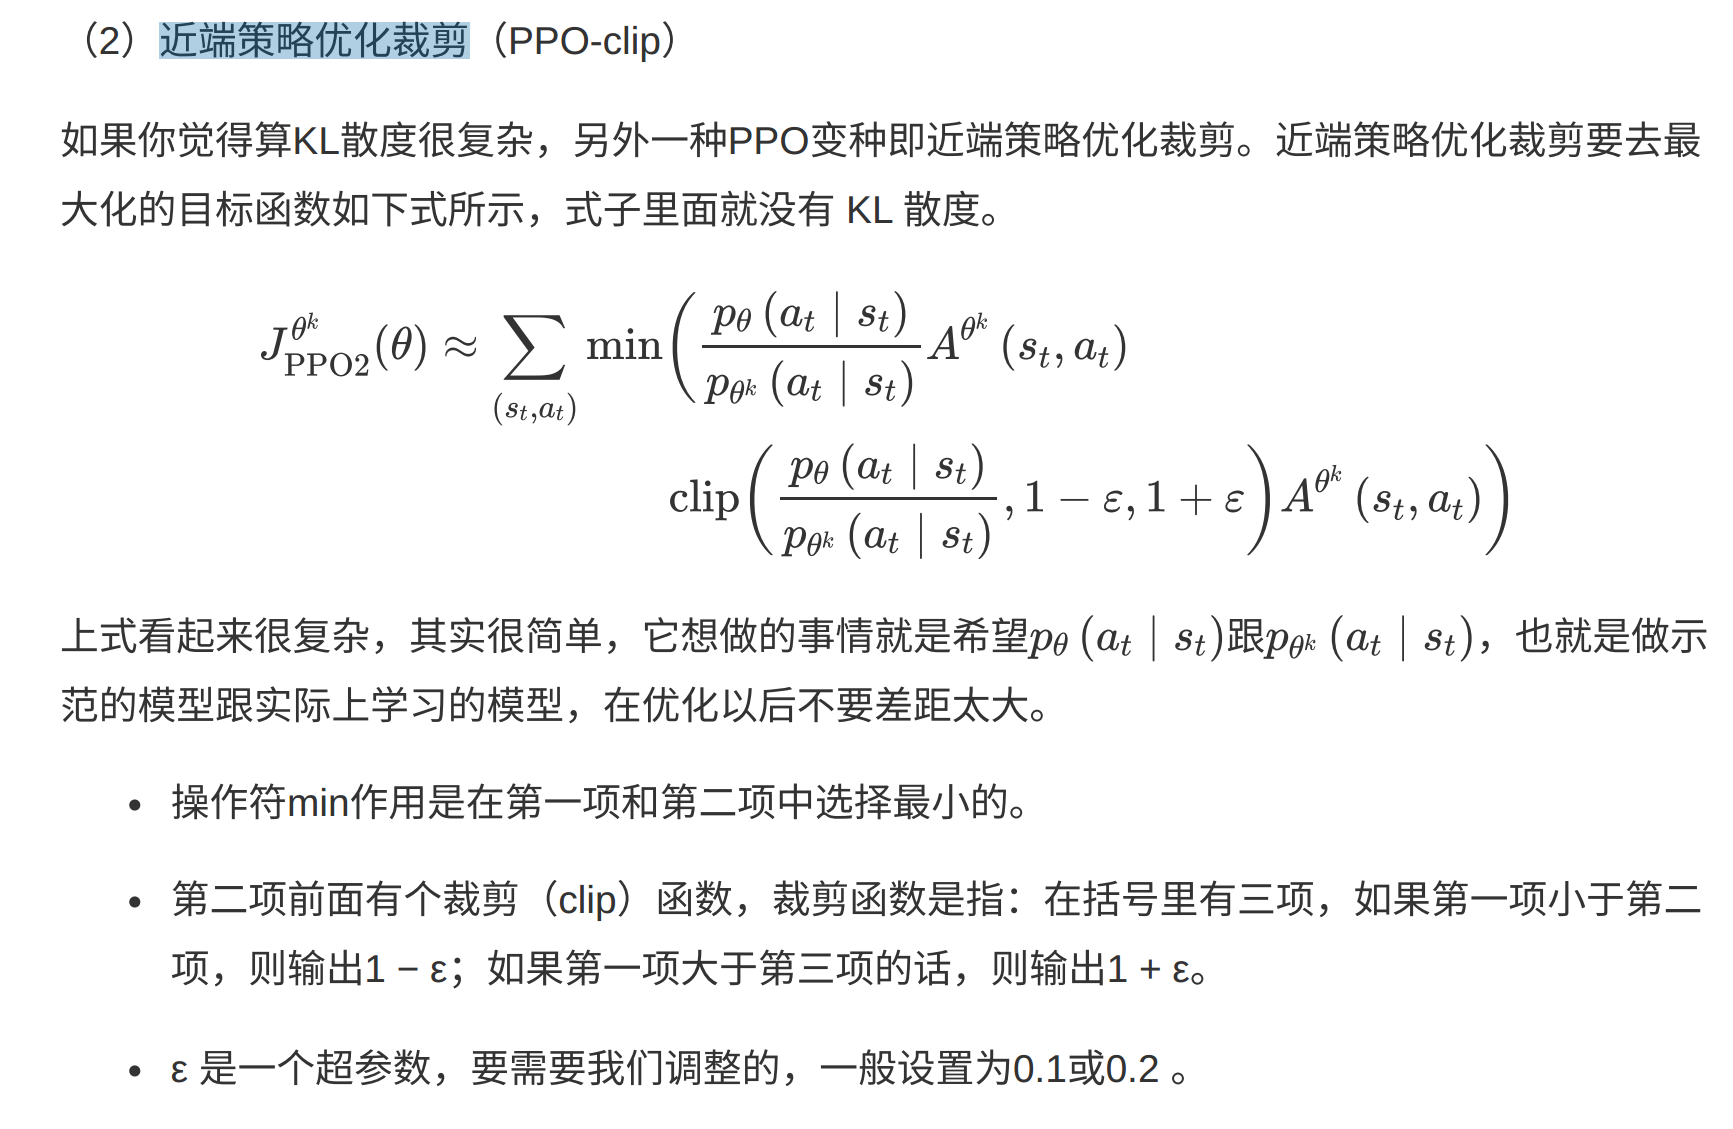 （2）近端策略优化裁剪（PPO-clip）
如果你觉得算KL散度很复杂，另外一种PPO变种即近端策略优化裁剪。近端策略优化裁剪要去最
大化的目标函数如下式所示，式子里面就没有 KL 散度。
$J_{\mathrm{PPO2}}^{\theta^k}(\theta) \approx \sum_{(s_t,a_t)} \min\left(\frac{p_\theta(a_t \mid s_t)}{p_{\theta^k}(a_t \mid s_t)} A^{\theta^k}(s_t, a_t)\right.$
$\left.\mathrm{clip}\left(\frac{p_\theta(a_t \mid s_t)}{p_{\theta^k}(a_t \mid s_t)}, 1-\varepsilon, 1+\varepsilon\right) A^{\theta^k}(s_t, a_t)\right)$
上式看起来很复杂，其实很简单，它想做的事情就是希望$p_\theta(a_t \mid s_t)$跟$p_{\theta^k}(a_t \mid s_t)$，也就是做示
范的模型跟实际上学习的模型，在优化以后不要差距太大。
• 操作符min作用是在第一项和第二项中选择最小的。
• 第二项前面有个裁剪（clip）函数，裁剪函数是指：在括号里有三项，如果第一项小于第二
项，则输出1 − ε；如果第一项大于第三项的话，则输出1 + ε。
• ε 是一个超参数，要需要我们调整的，一般设置为0.1或0.2 。